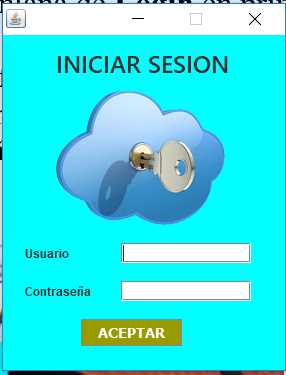 INICIAR SESION
Usuario
Contraseña
ACEPTAR